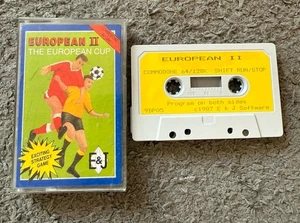 EUROPEAN II
THE EUROPEAN CUP
EXCITING
STRATEGY
GAME
E&J
EUROPEAN II
COMMODORE 64/128K SHIFT RUN/STOP
Program on both sides
1987 E & J Software